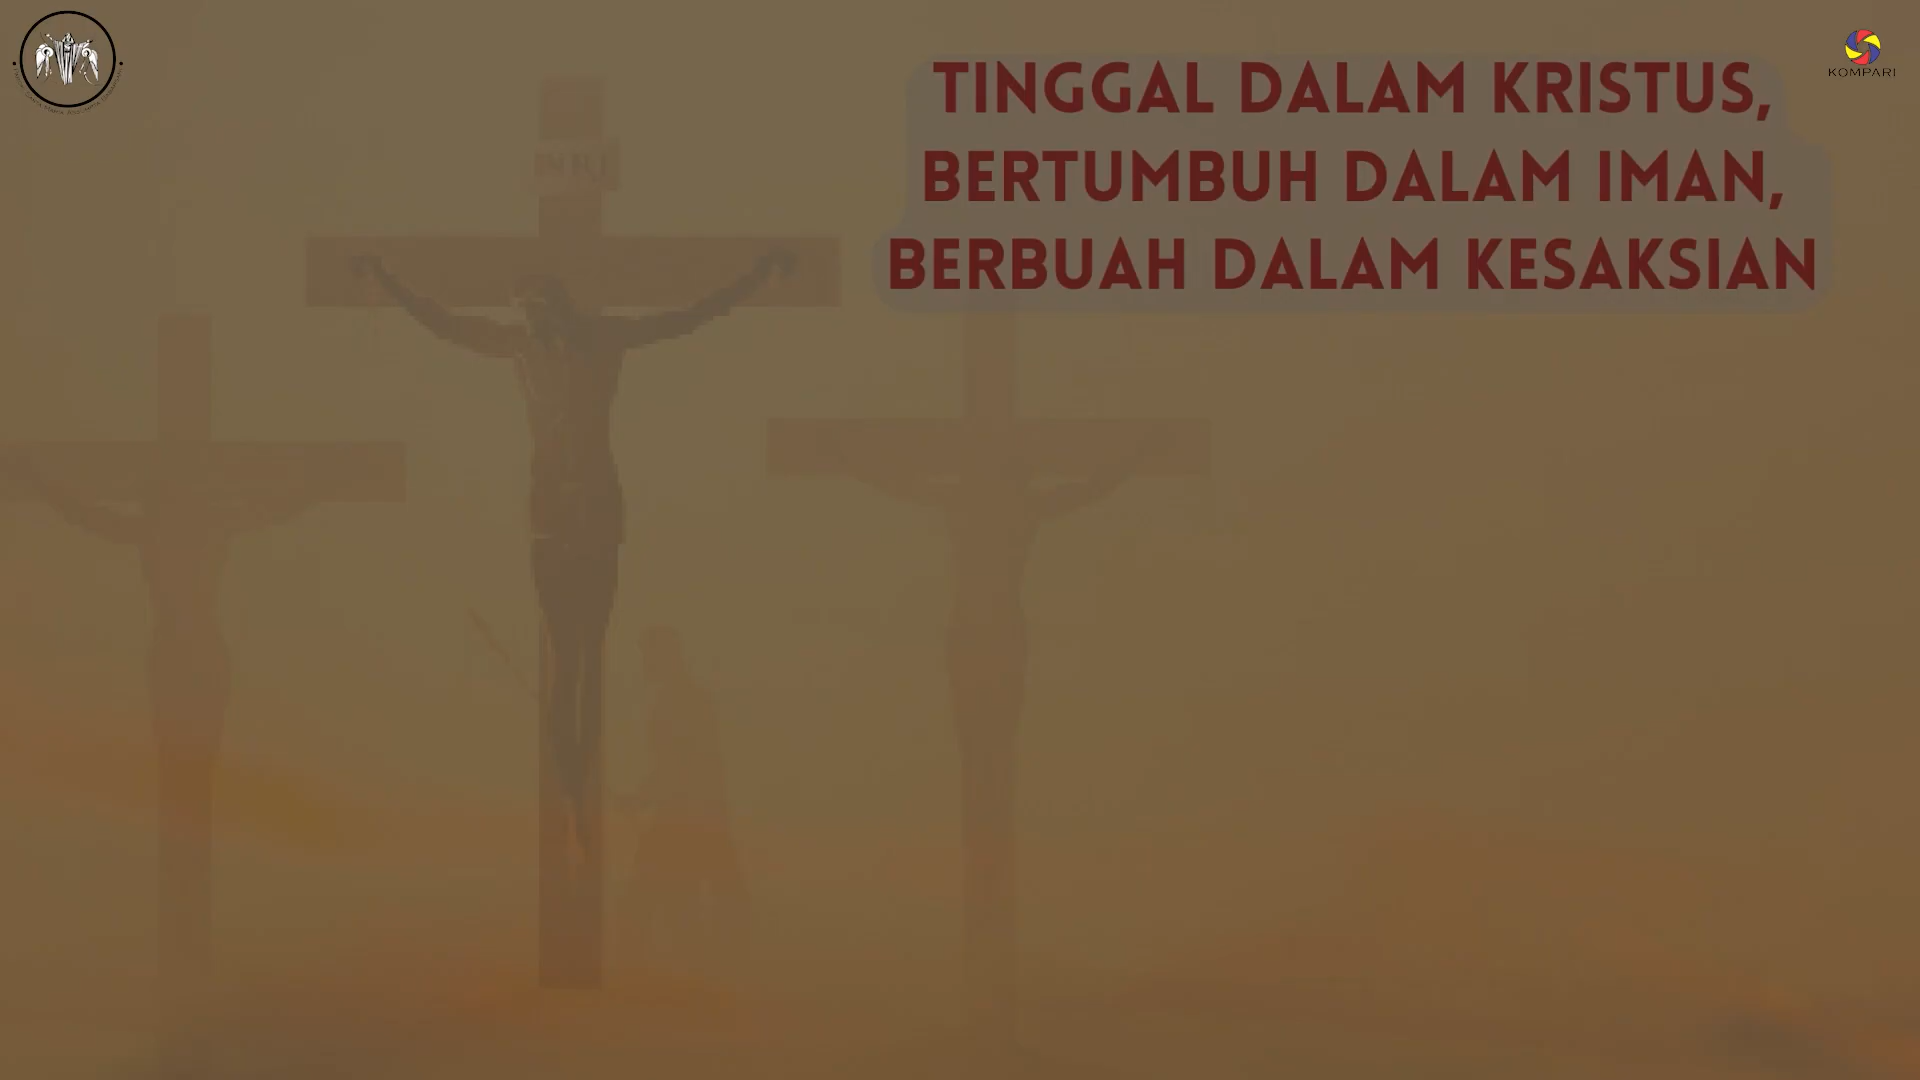 TINGGAL DALAM KRISTUS,
BERTUMBUH DALAM IMAN,
BERBUAH DALAM KESAKSIAN
KOMPARI